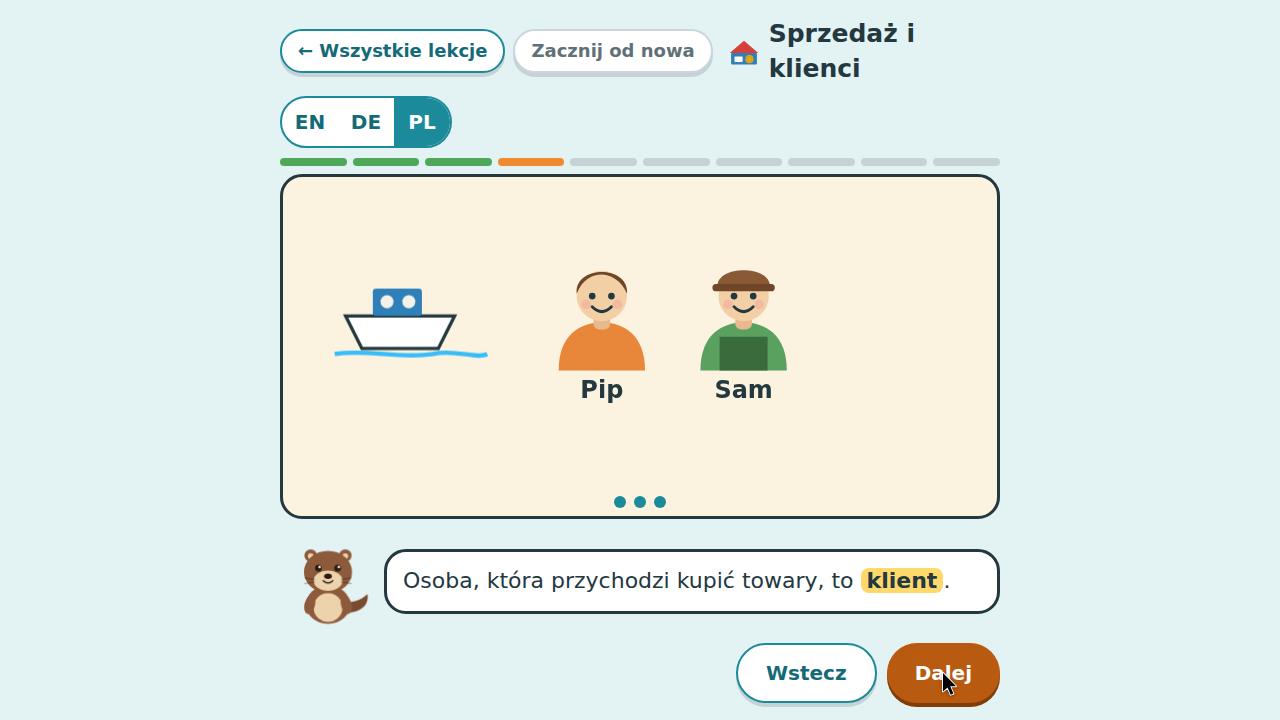 ← Wszystkie lekcje
Zacznij od nowa
Sprzedaż i
klienci
EN DE PL
Pip
Sam
Osoba, która przychodzi kupić towary, to klient.
Wstecz
Dalej